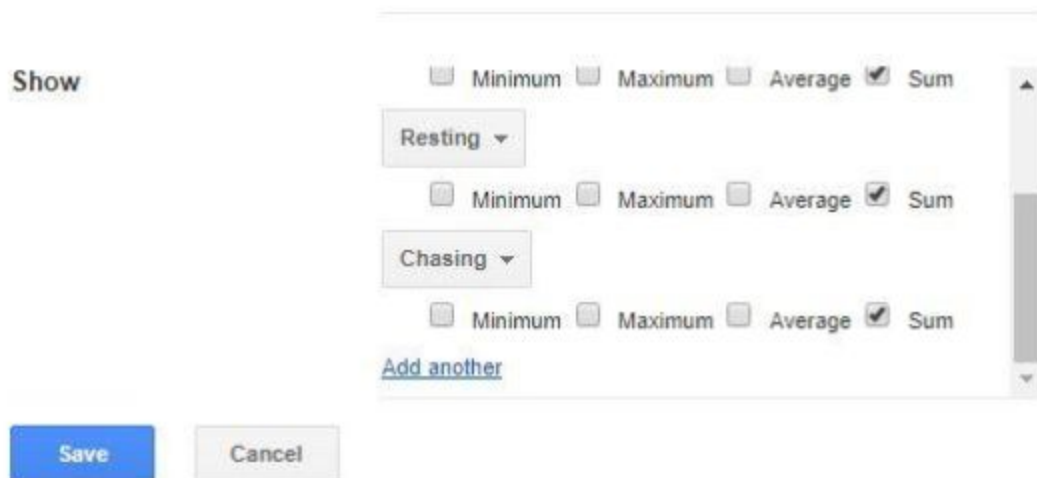 Show
Minimum Maximum Average Sum
Resting
Minimum Maximum Average Sum
Chasing
Minimum Maximum Average Sum
Add another
Save Cancel